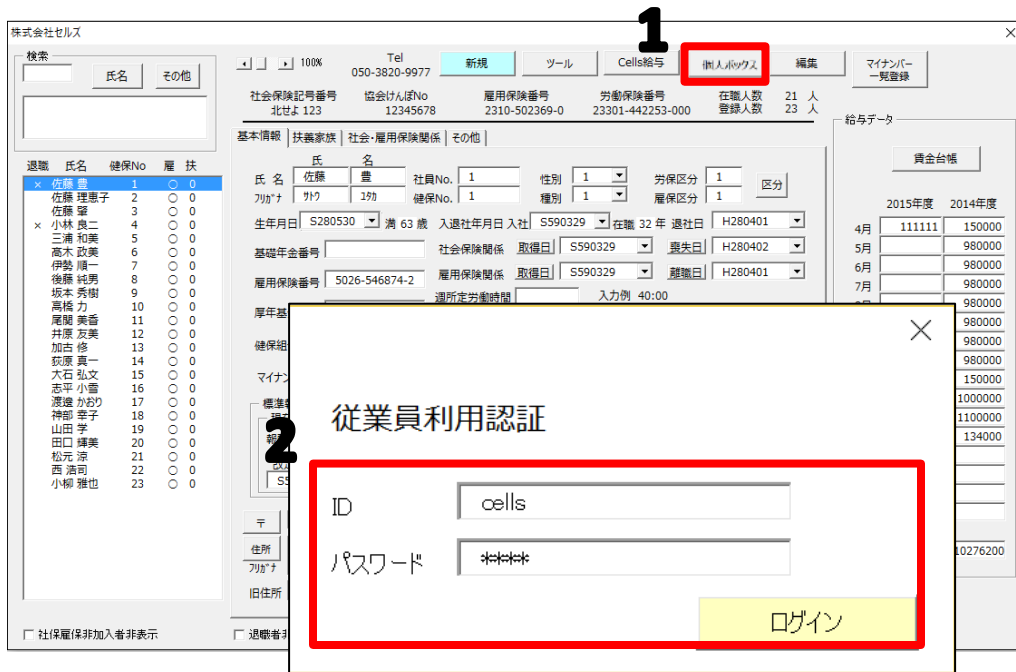 1
株式会社セルズ
検索
氏名 その他
100% Tel 050-3820-9977 新規 ツール Cells給与 個人ボックス 編集 マイナンバー 一覧登録
社会保険記号番号 協会けんぽNo 雇用保険番号 労働保険番号 在職人数 21 人
北せよ 123 12345678 2310-502369-0 23301-442253-000 登録人数 23 人
給与データ
賃金台帳
2015年度 2014年度
4月 111111 150000
5月 980000
6月 980000
7月 980000
980000
980000
980000
980000
150000
1000000
1100000
134000
10276200
基本情報 扶養家族 社会・雇用保険関係 その他
氏 名
氏 名 佐藤 豊 社員No. 1 性別 1 労保区分 1 区分
フリガナ サトウ ユタカ 健保No. 1 種別 1 雇保区分 1
生年月日 S280530 満 63 歳 入退社年月日 入社 S590329 在職 32 年 退社日 H280401
基礎年金番号 社会保険関係 取得日 S590329 喪失日 H280402
雇用保険番号 5026-546874-2 雇用保険関係 取得日 S590329 離職日 H280401
週所定労働時間 入力例 40:00
厚年基
健保組
マイナン
標準
〒
住所
フリガナ
旧住所
退職 氏名 健保No 雇 扶
× 佐藤 豊 1 ○ 0
佐藤 理恵子 2 ○ 0
佐藤 肇 3 ○ 0
× 小林 良二 4 ○ 0
三浦 和美 5 ○ 0
高木 政美 6 ○ 0
伊勢 順一 7 ○ 0
後藤 純男 8 ○ 0
坂本 秀樹 9 ○ 0
高橋 力 10 ○ 0
尾関 美香 11 ○ 0
井原 友美 12 ○ 0
加古 修 13 ○ 0
荻原 真一 14 ○ 0
大石 弘文 15 ○ 0
志平 小雪 16 ○ 0
渡邉 かおり 17 ○ 0
神部 幸子 18 ○ 0
山田 学 19 ○ 0
田口 輝美 20 ○ 0
松元 涼 21 ○ 0
西 浩司 22 ○ 0
小柳 雅也 23 ○ 0
社保雇保非加入者非表示
退職者非
従業員利用認証
2
ID cells
パスワード *****
ログイン